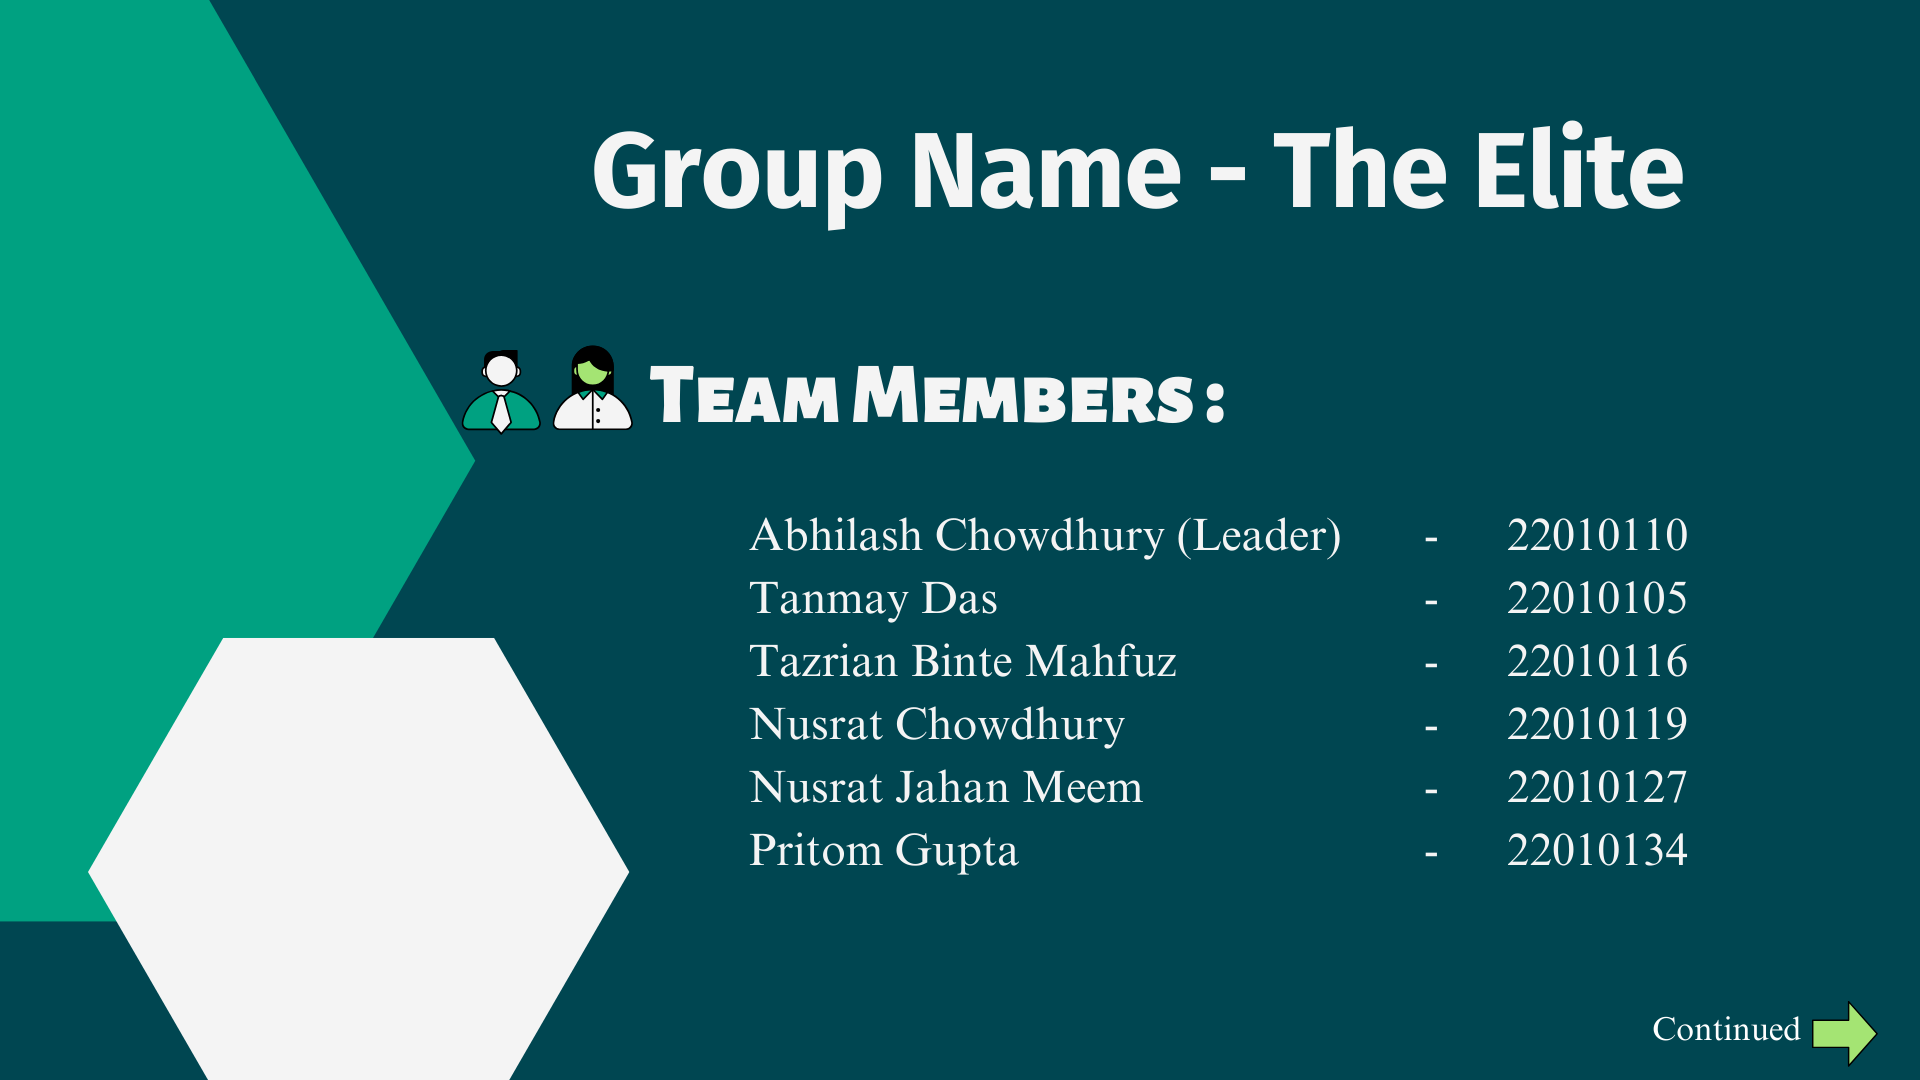 Group Name - The Elite
Team Members :
Abhilash Chowdhury (Leader) - 22010110
Tanmay Das - 22010105
Tazrian Binte Mahfuz - 22010116
Nusrat Chowdhury - 22010119
Nusrat Jahan Meem - 22010127
Pritom Gupta - 22010134
Continued